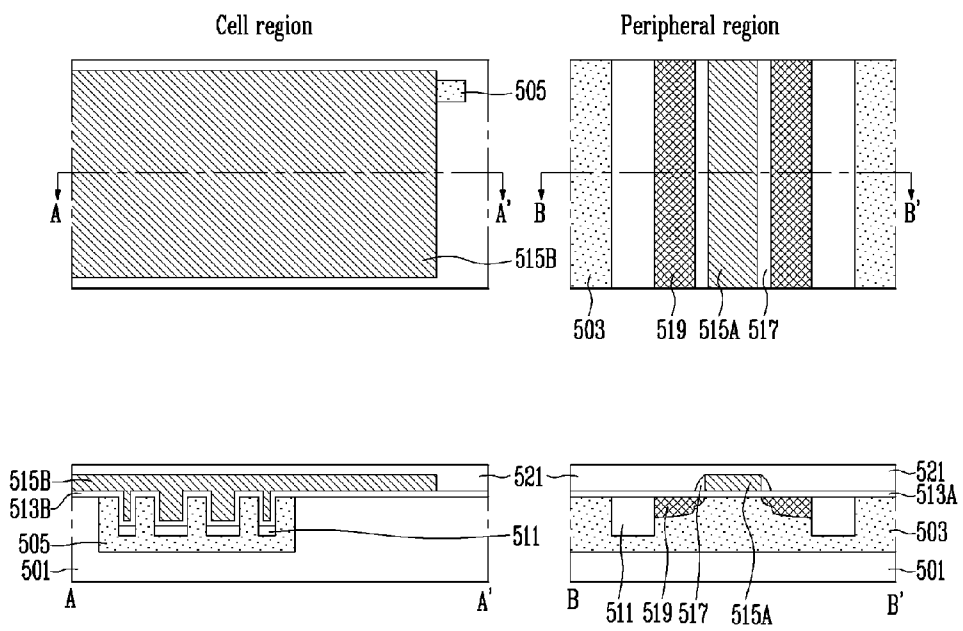 Cell region
Peripheral region
505
A
A'
B
B'
515B
503
519
515A
517
515B
513B
505
501
A
A'
521
511
521
513A
503
501
B
511
519
517
515A
B'